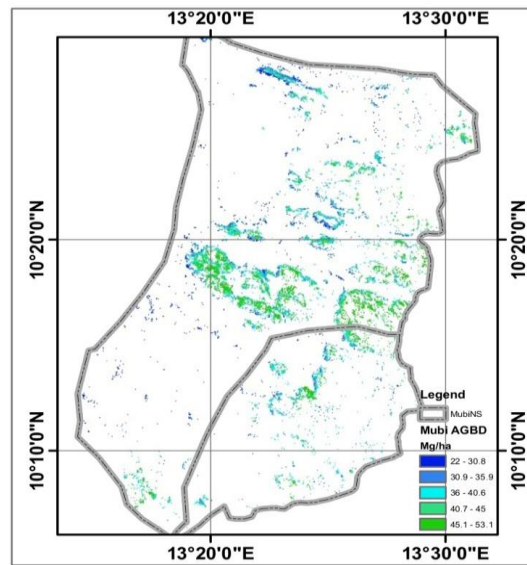 13°20'0"E 13°30'0"E
10°20'0"N 10°20'0"N
10°10'0"N 10°10'0"N
Legend
MubiNS
Mubi AGBD
Mg/ha
22 - 30.8
30.9 - 35.9
36 - 40.6
40.7 - 45
45.1 - 53.1
13°20'0"E 13°30'0"E